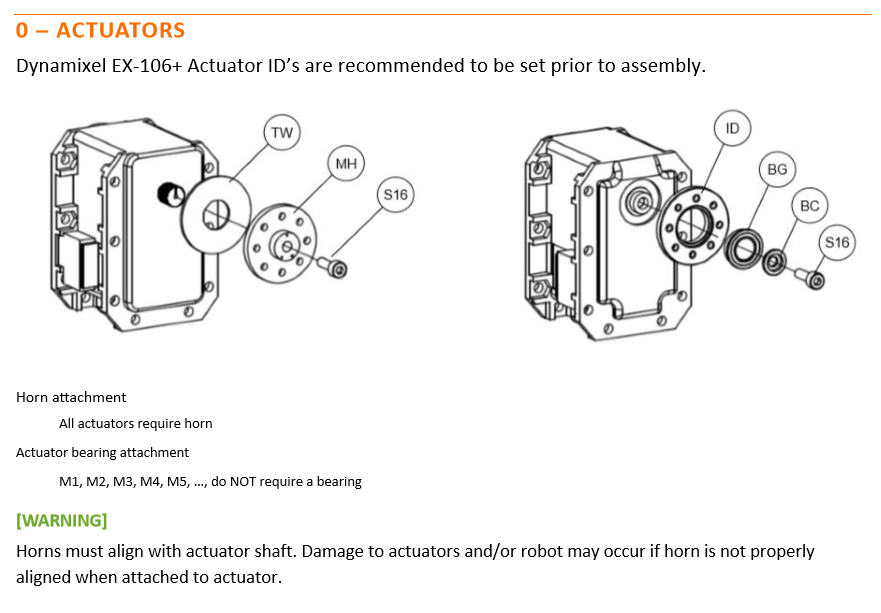 0 – ACTUATORS
Dynamixel EX-106+ Actuator ID’s are recommended to be set prior to assembly.
TW
MH
S16
ID
BG
BC
S16
Horn attachment
All actuators require horn
Actuator bearing attachment
M1, M2, M3, M4, M5, …, do NOT require a bearing
[WARNING]
Horns must align with actuator shaft. Damage to actuators and/or robot may occur if horn is not properly
aligned when attached to actuator.